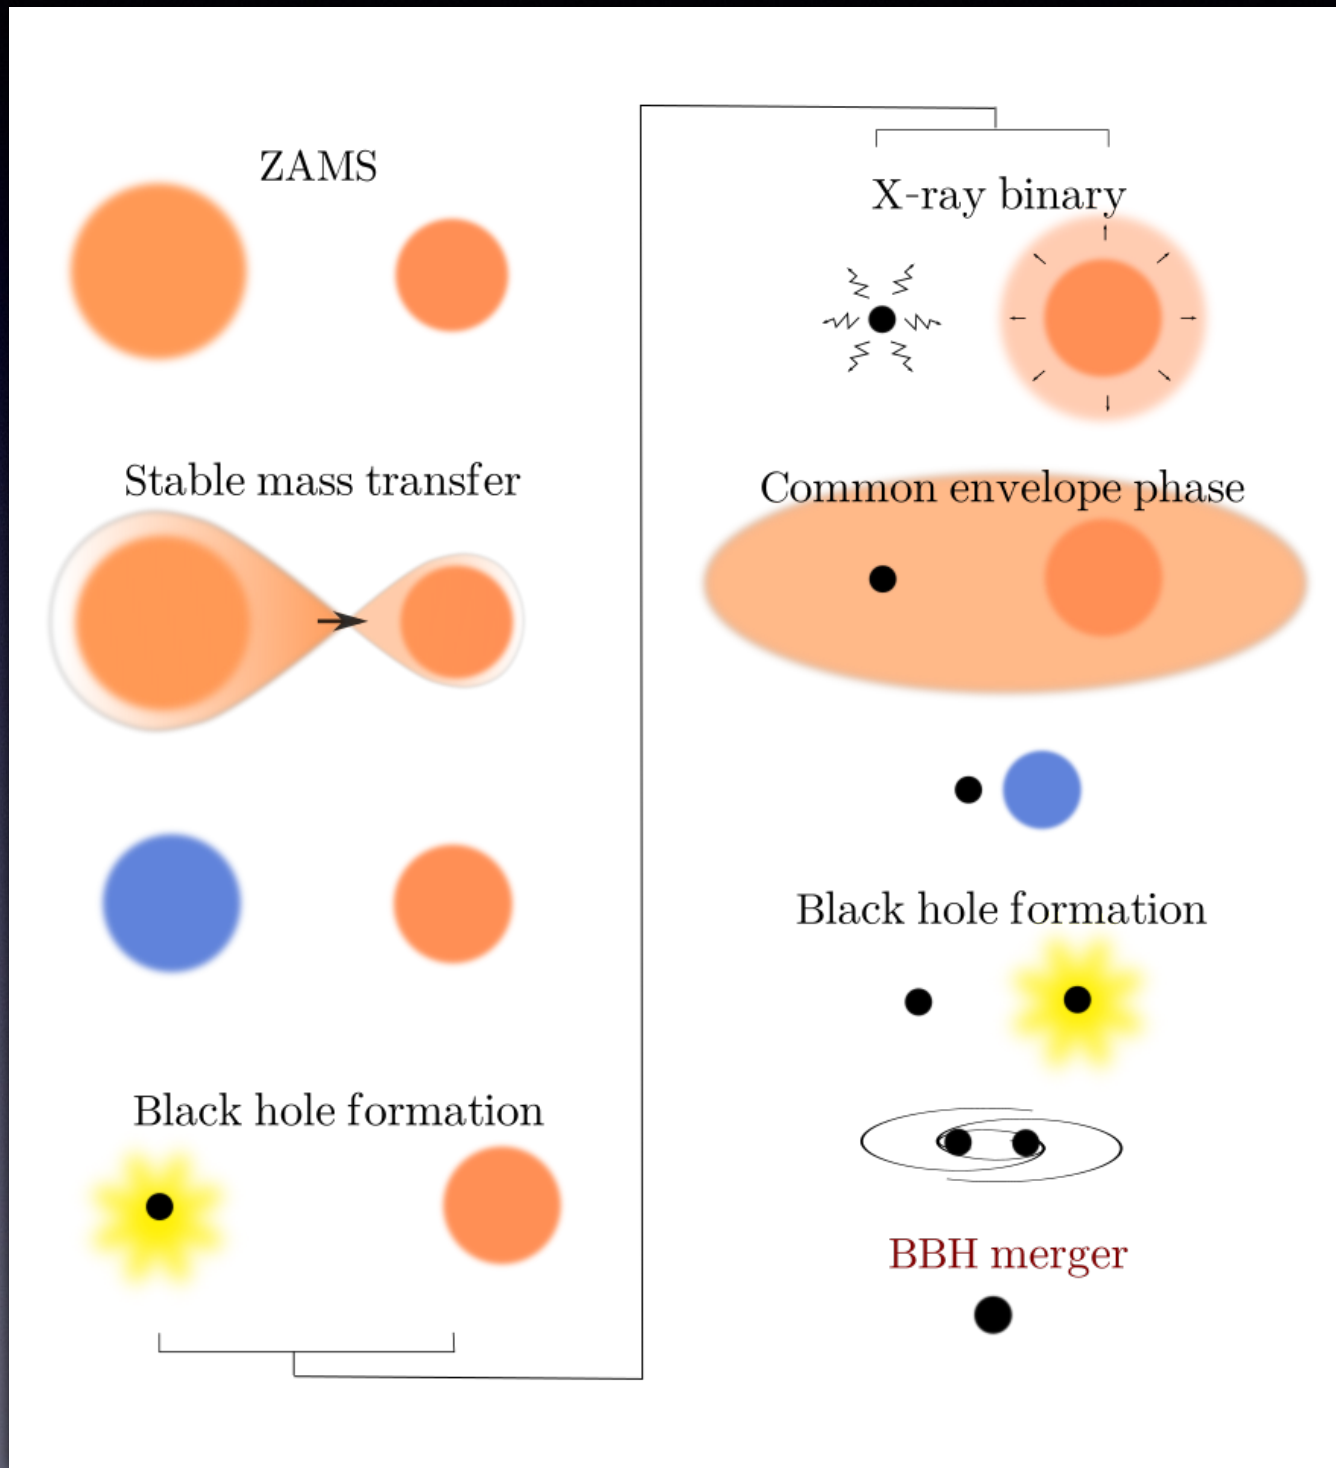 ZAMS
Stable mass transfer
Black hole formation
X-ray binary
Common envelope phase
Black hole formation
BBH merger